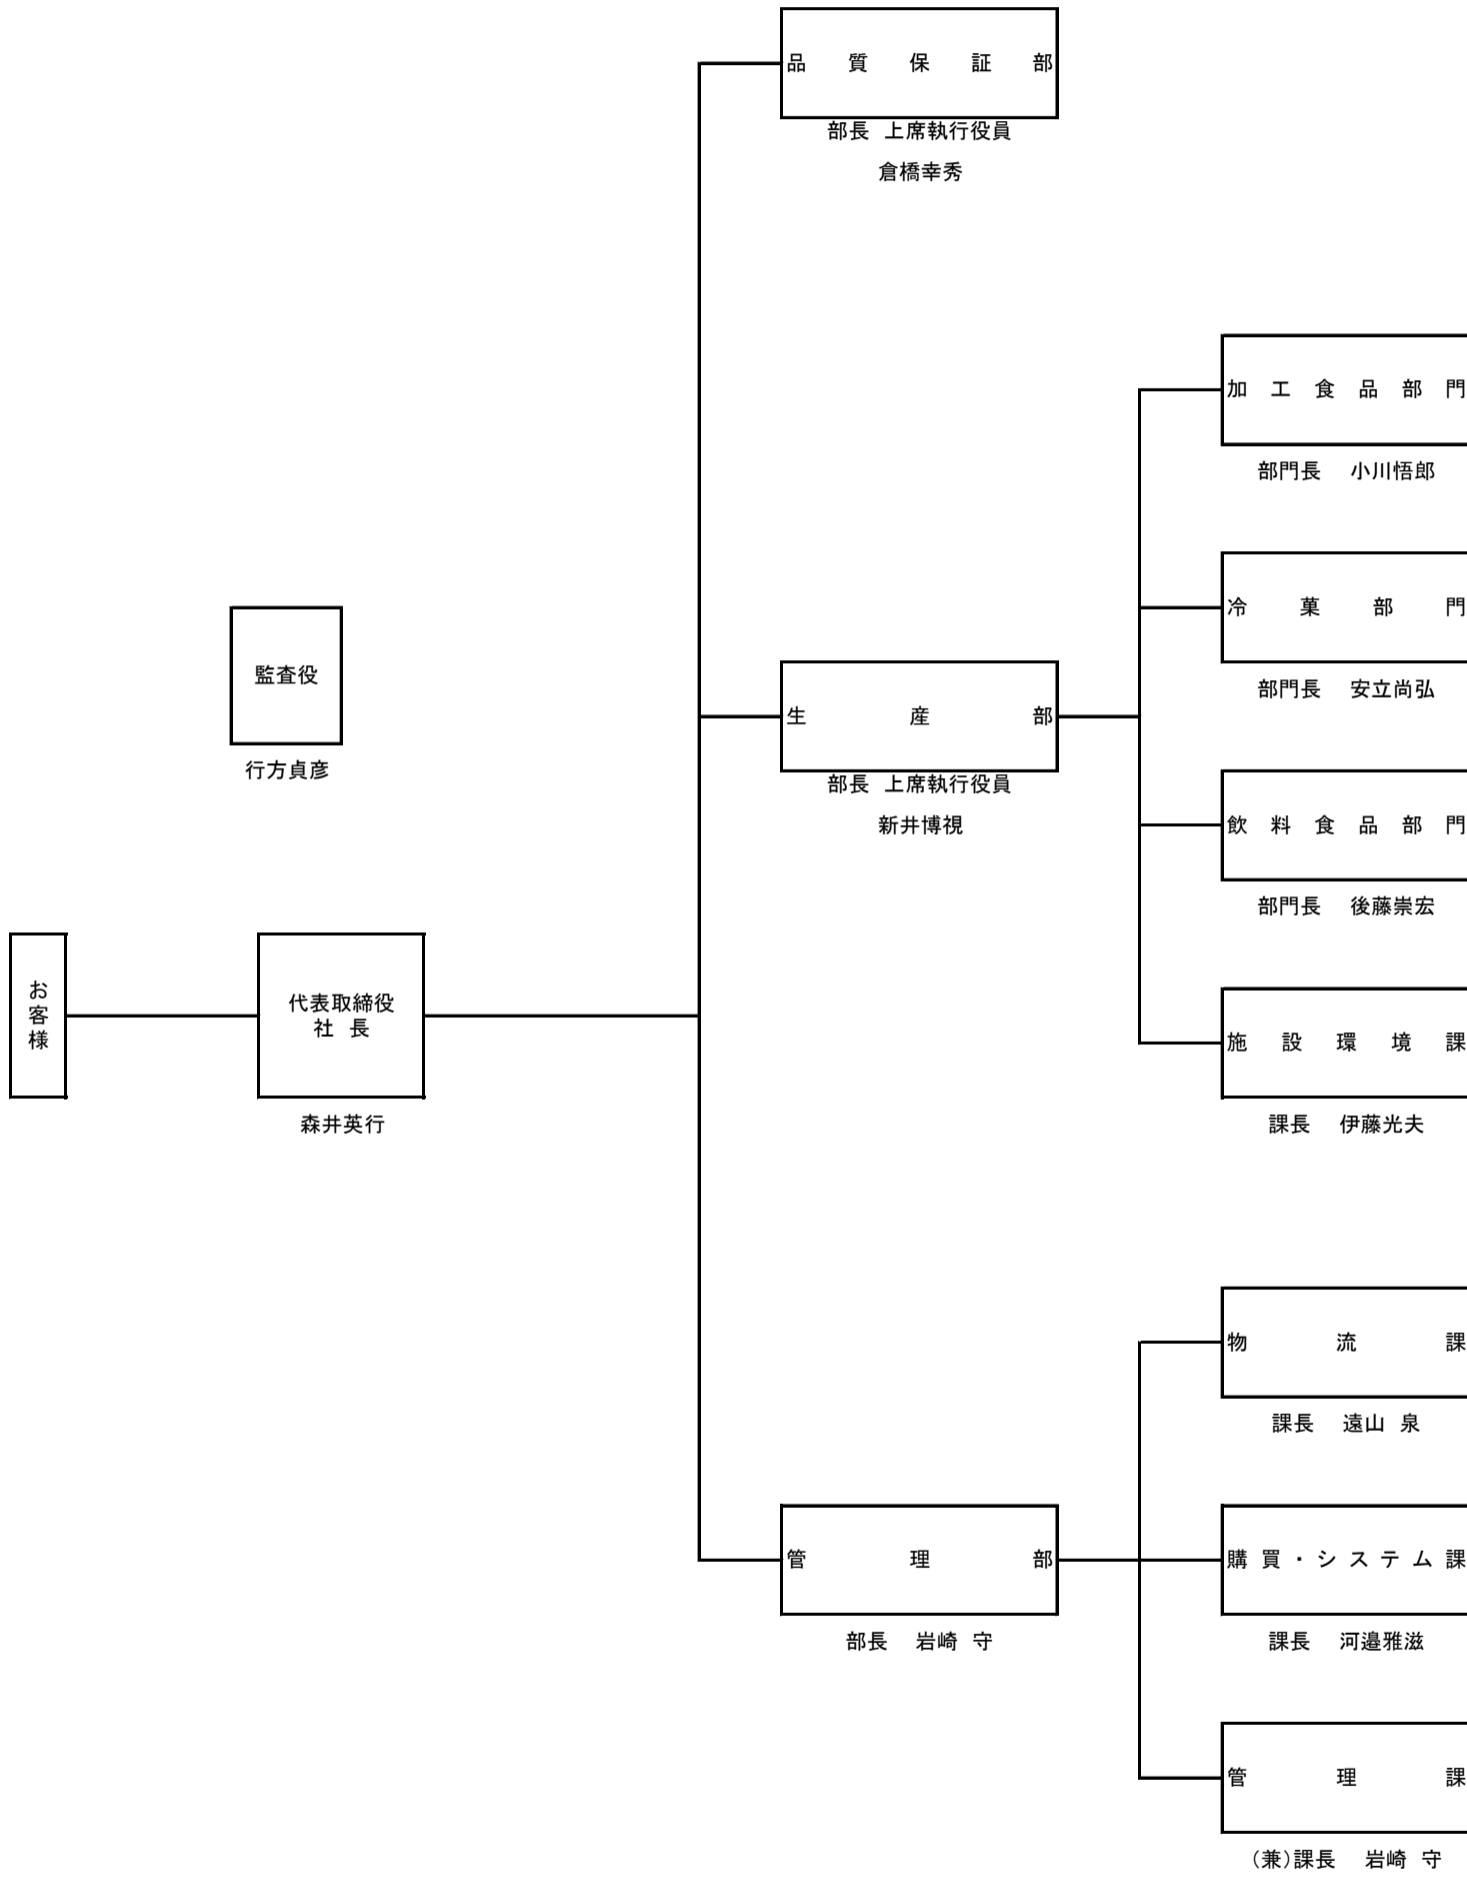 品質保証部
部長 上席執行役員
倉橋幸秀
加工食品部門
部門長 小川悟郎
冷菓部門
部門長 安立尚弘
監査役
行方貞彦
生産部
部長 上席執行役員
新井博視
飲料食品部門
部門長 後藤崇宏
お客様
代表取締役
社 長
森井英行
施設環境課
課長 伊藤光夫
物流課
課長 遠山 泉
管理部
部長 岩崎 守
購買・システム課
課長 河邉雅滋
管理課
(兼)課長 岩崎 守